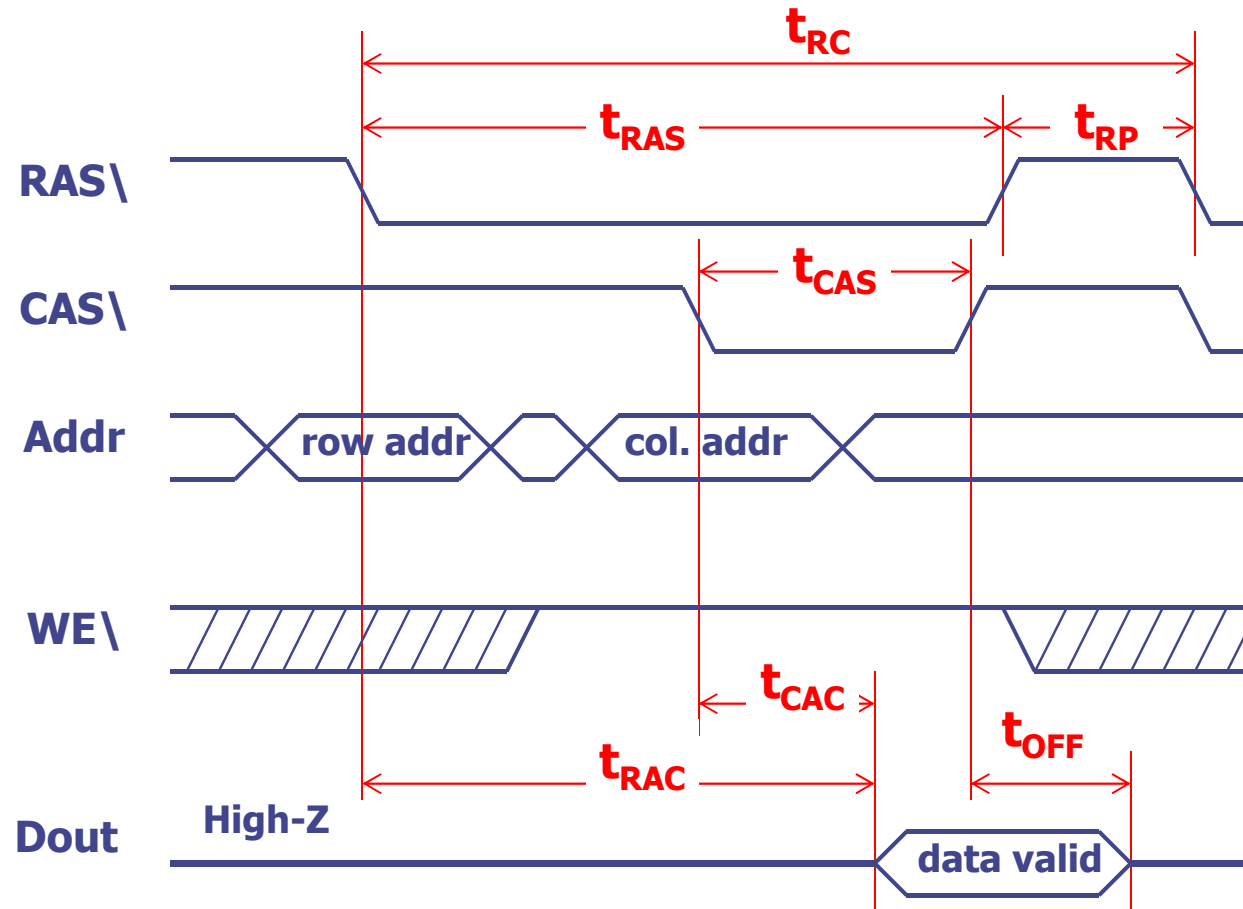 tRC
tRAS
tRP
RAS\
tCAS
CAS\
Addr
row addr
col. addr
WE\
tCAC
tOFF
tRAC
High-Z
Dout
data valid